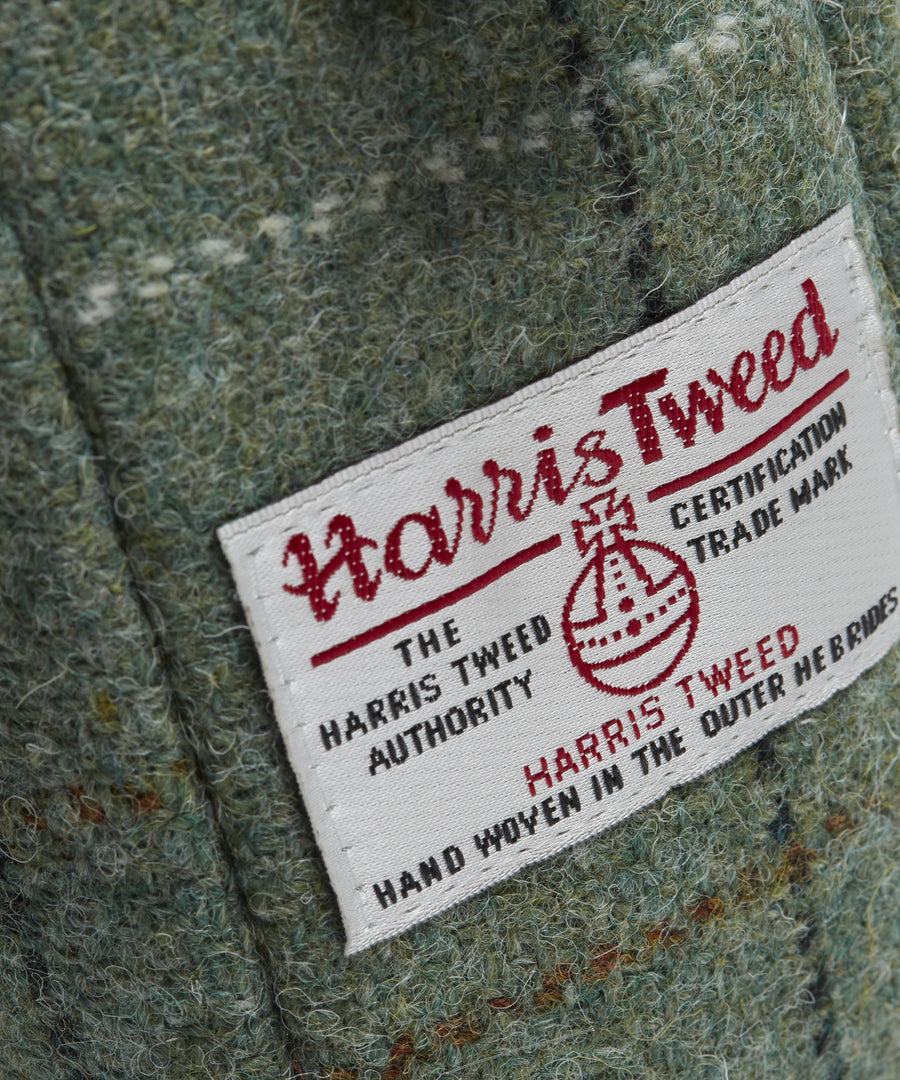 Harris Tweed
THE
HARRIS TWEED
AUTHORITY
CERTIFICATION
TRADE MARK
HARRIS TWEED
HAND WOVEN IN THE OUTER HEBRIDES